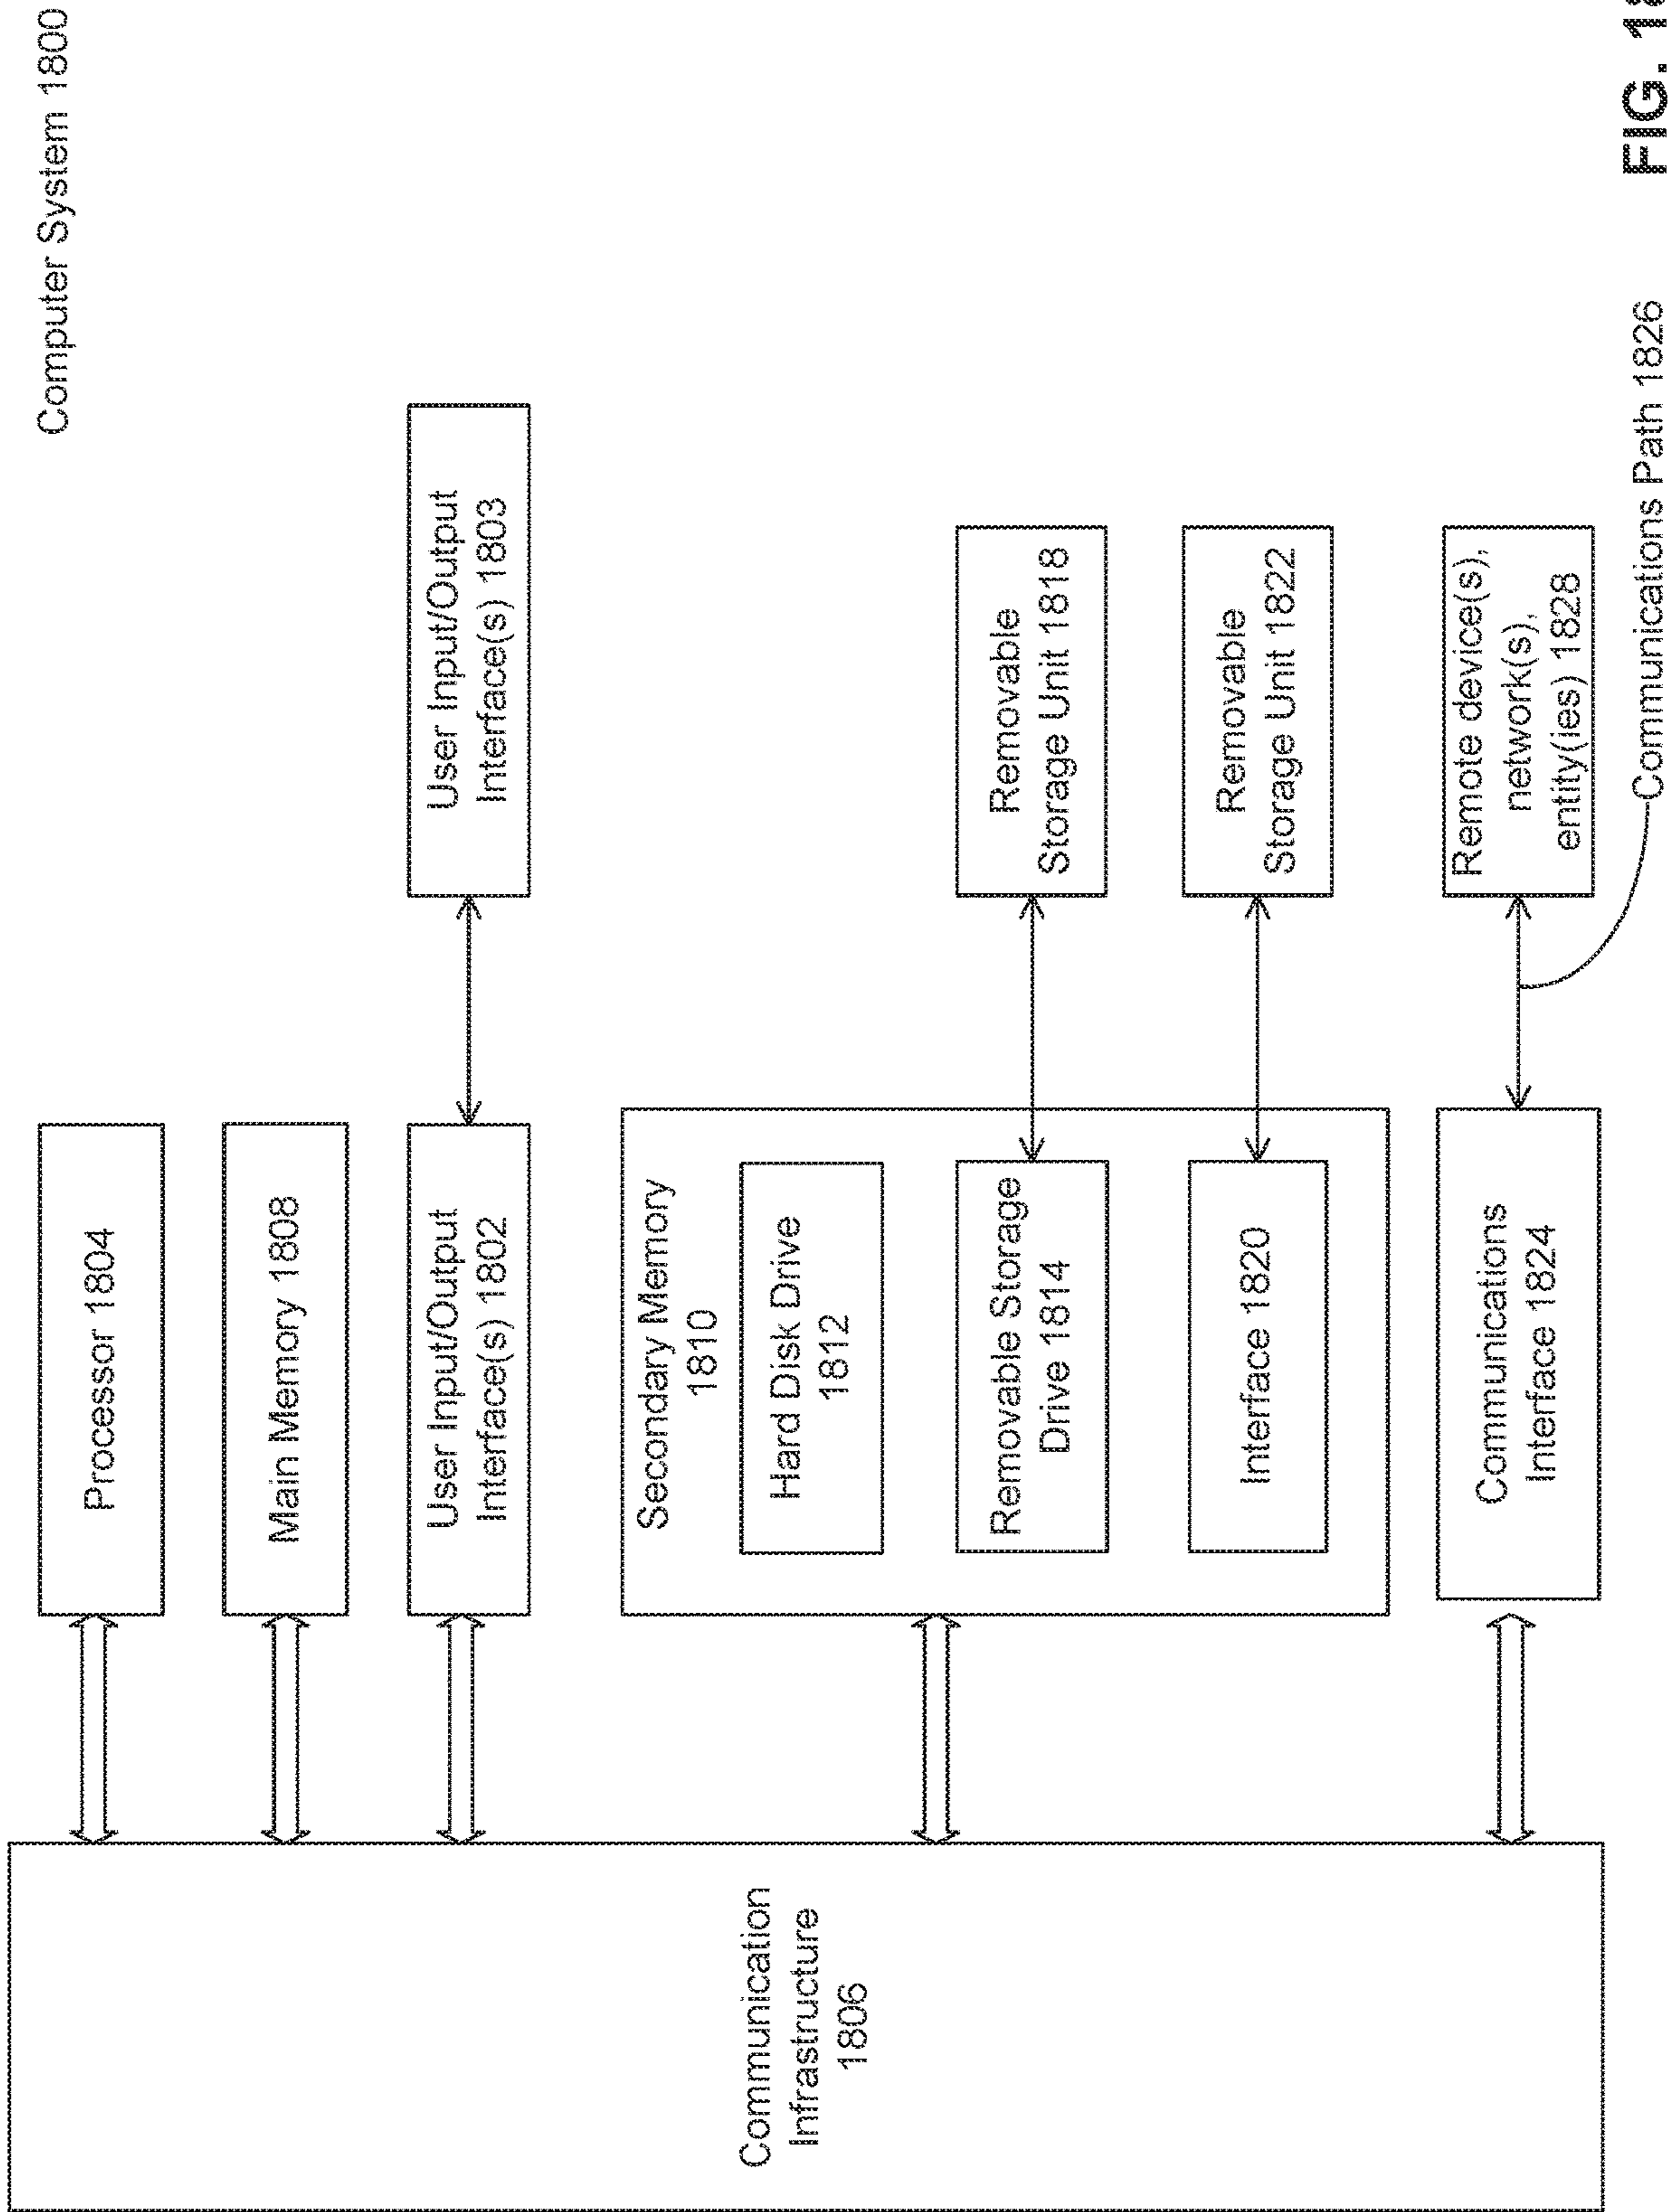 Computer System 1800
Processor 1804
Main Memory 1808
User Input/Output
Interface(s) 1802
User Input/Output
Interface(s) 1803
Communication
Infrastructure
1806
Secondary Memory
1810
Hard Disk Drive
1812
Removable Storage
Drive 1814
Removable
Storage Unit 1818
Interface 1820
Removable
Storage Unit 1822
Communications
Interface 1824
Remote device(s),
network(s),
entity(ies) 1828
Communications Path 1826
FIG. 18